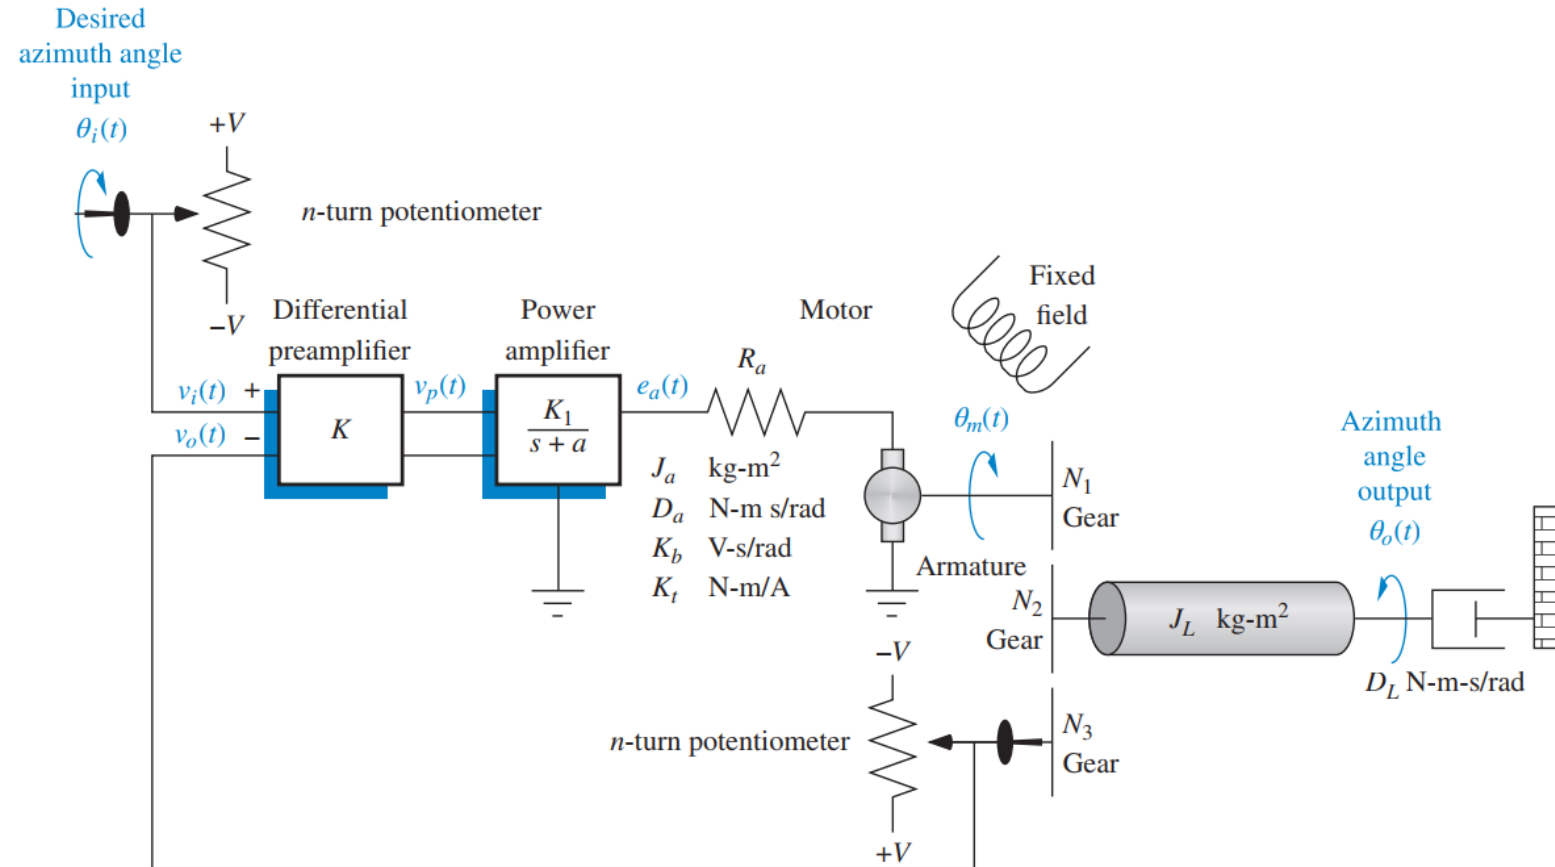 Desired
azimuth angle
input
θi(t)
+V
n-turn potentiometer
−V
Differential
preamplifier
Power
amplifier
Motor
Fixed
field
Ra
vi(t) +
vo(t) −
K
vp(t)
K1
s + a
ea(t)
Ja kg-m²
Da N-m s/rad
Kb V-s/rad
Kt N-m/A
θm(t)
N1
Gear
Armature
N2
Gear
JL kg-m²
Azimuth
angle
output
θo(t)
DL N-m-s/rad
−V
n-turn potentiometer
+V
N3
Gear